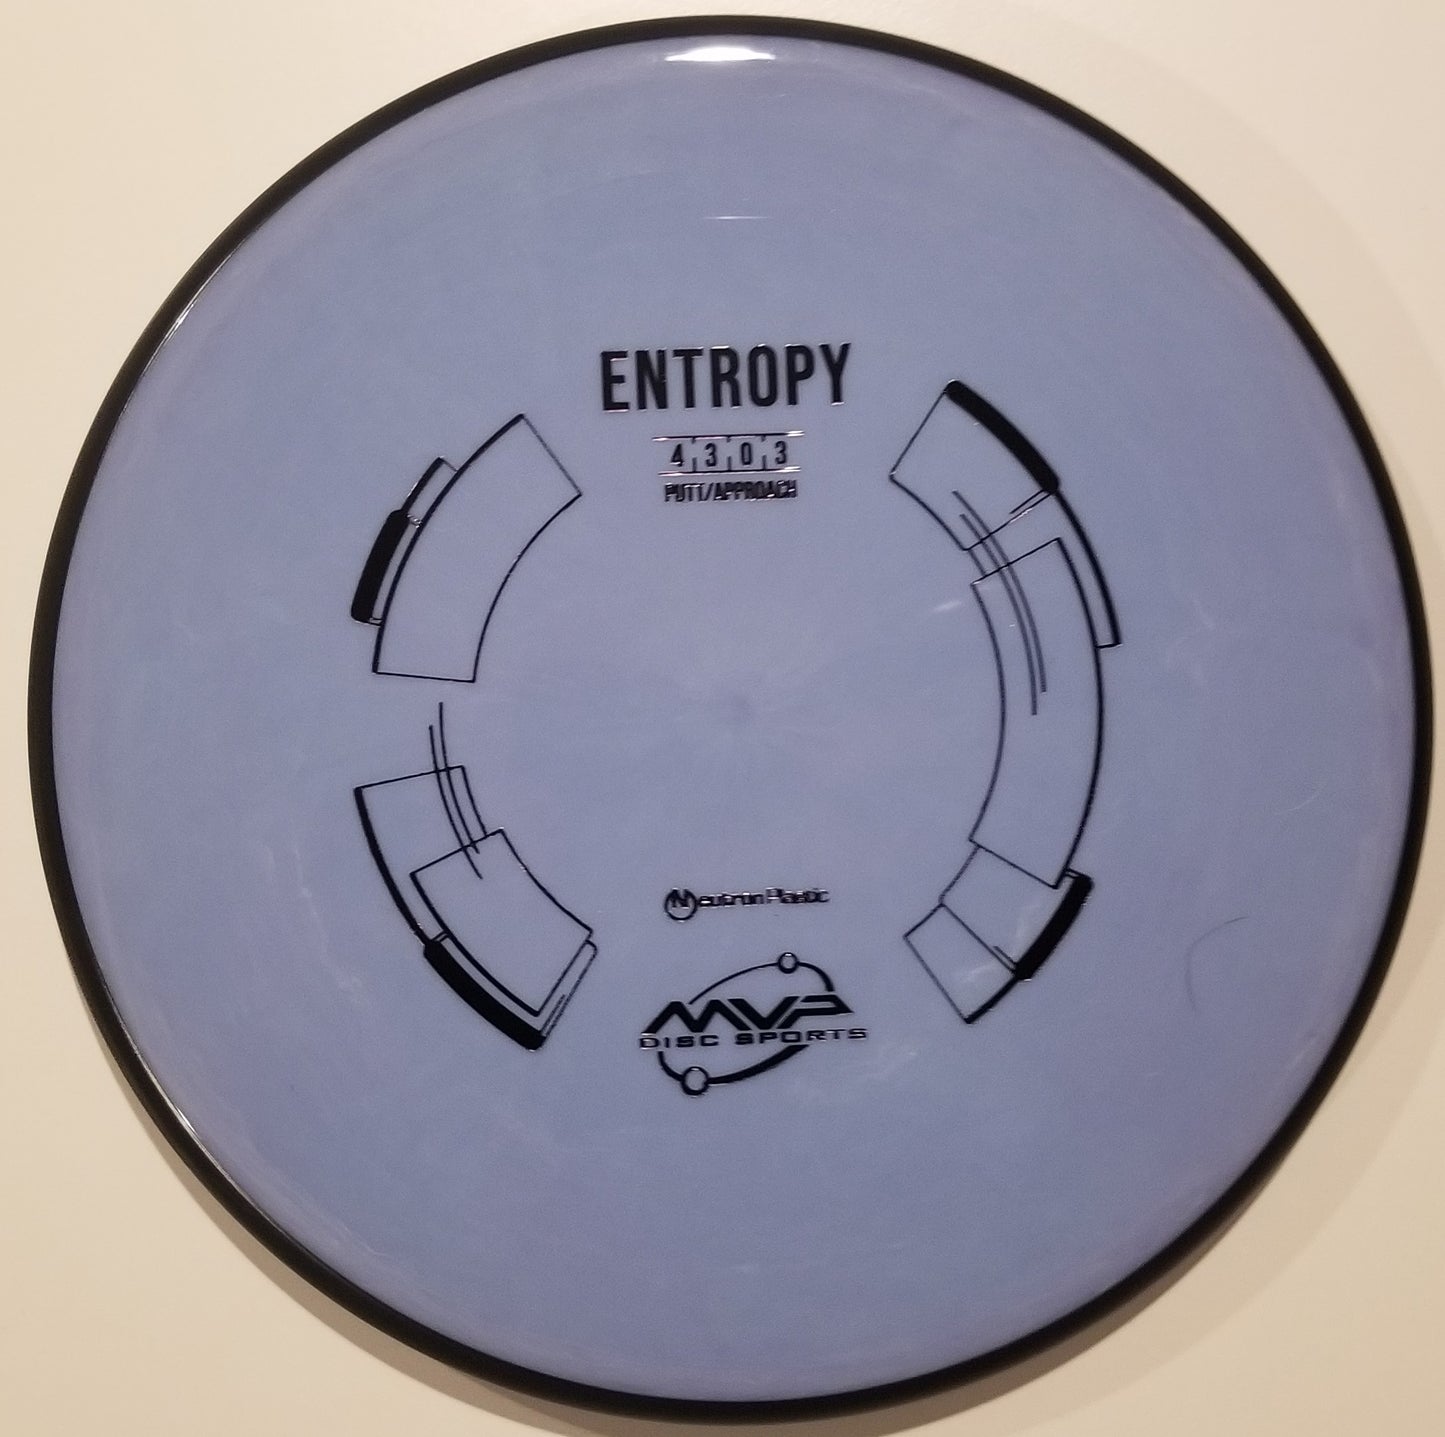 ENTROPY
4 3 0 3
PUTT/APPROACH
Neutron Plastic
MVP
DISC SPORTS